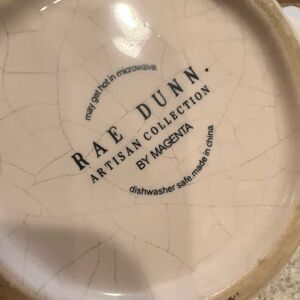 may get hot in microwave.
RAE DUNN.
ARTISAN COLLECTION
BY MAGENTA
dishwasher safe. made in china